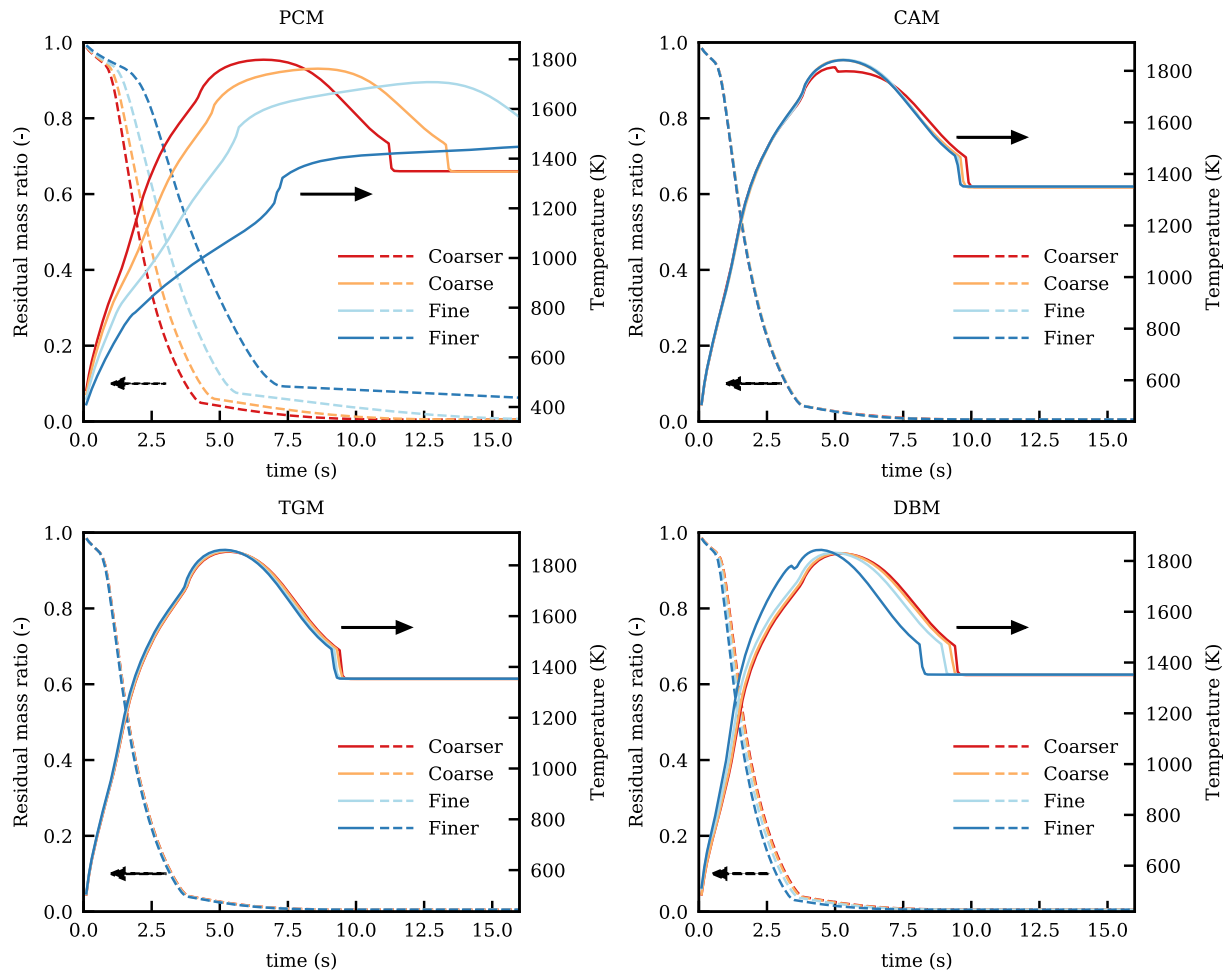 PCM
1.0
0.8
0.6
0.4
0.2
0.0
Residual mass ratio (-)
1800
1600
1400
1200
1000
800
600
400
Temperature (K)
Coarser
Coarse
Fine
Finer
0.0 2.5 5.0 7.5 10.0 12.5 15.0
time (s)
CAM
1.0
0.8
0.6
0.4
0.2
0.0
Residual mass ratio (-)
1800
1600
1400
1200
1000
800
600
Temperature (K)
Coarser
Coarse
Fine
Finer
0.0 2.5 5.0 7.5 10.0 12.5 15.0
time (s)
TGM
1.0
0.8
0.6
0.4
0.2
0.0
Residual mass ratio (-)
1800
1600
1400
1200
1000
800
600
Temperature (K)
Coarser
Coarse
Fine
Finer
0.0 2.5 5.0 7.5 10.0 12.5 15.0
time (s)
DBM
1.0
0.8
0.6
0.4
0.2
0.0
Residual mass ratio (-)
1800
1600
1400
1200
1000
800
600
Temperature (K)
Coarser
Coarse
Fine
Finer
0.0 2.5 5.0 7.5 10.0 12.5 15.0
time (s)